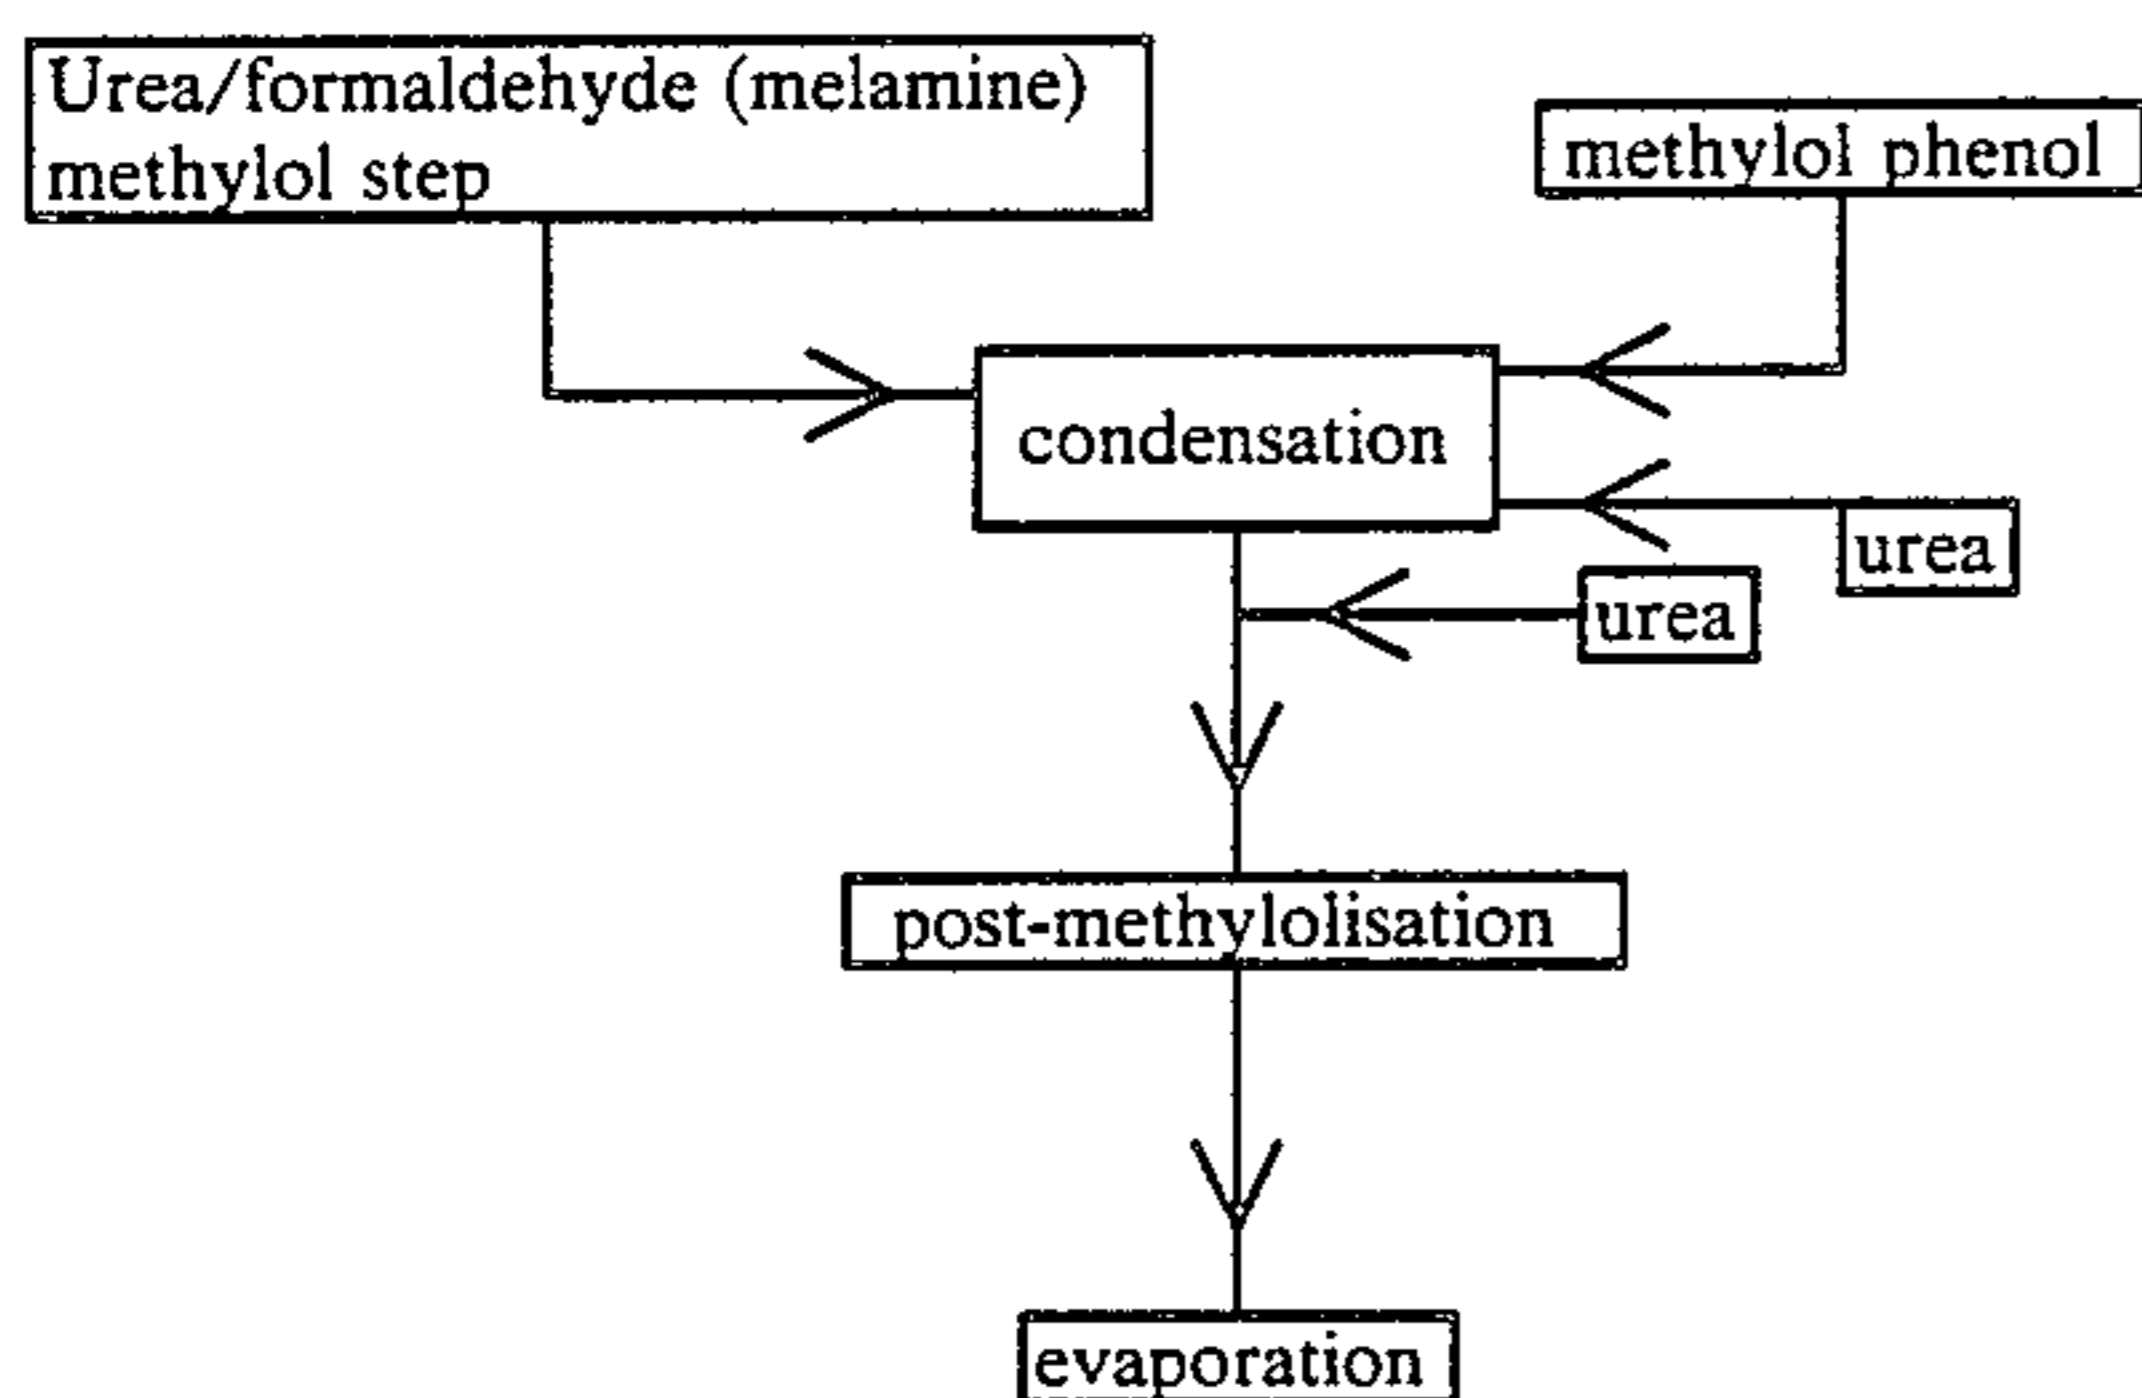 Urea/formaldehyde (melamine)
methylol step
methylol phenol
condensation
urea
urea
post-methylolisation
evaporation